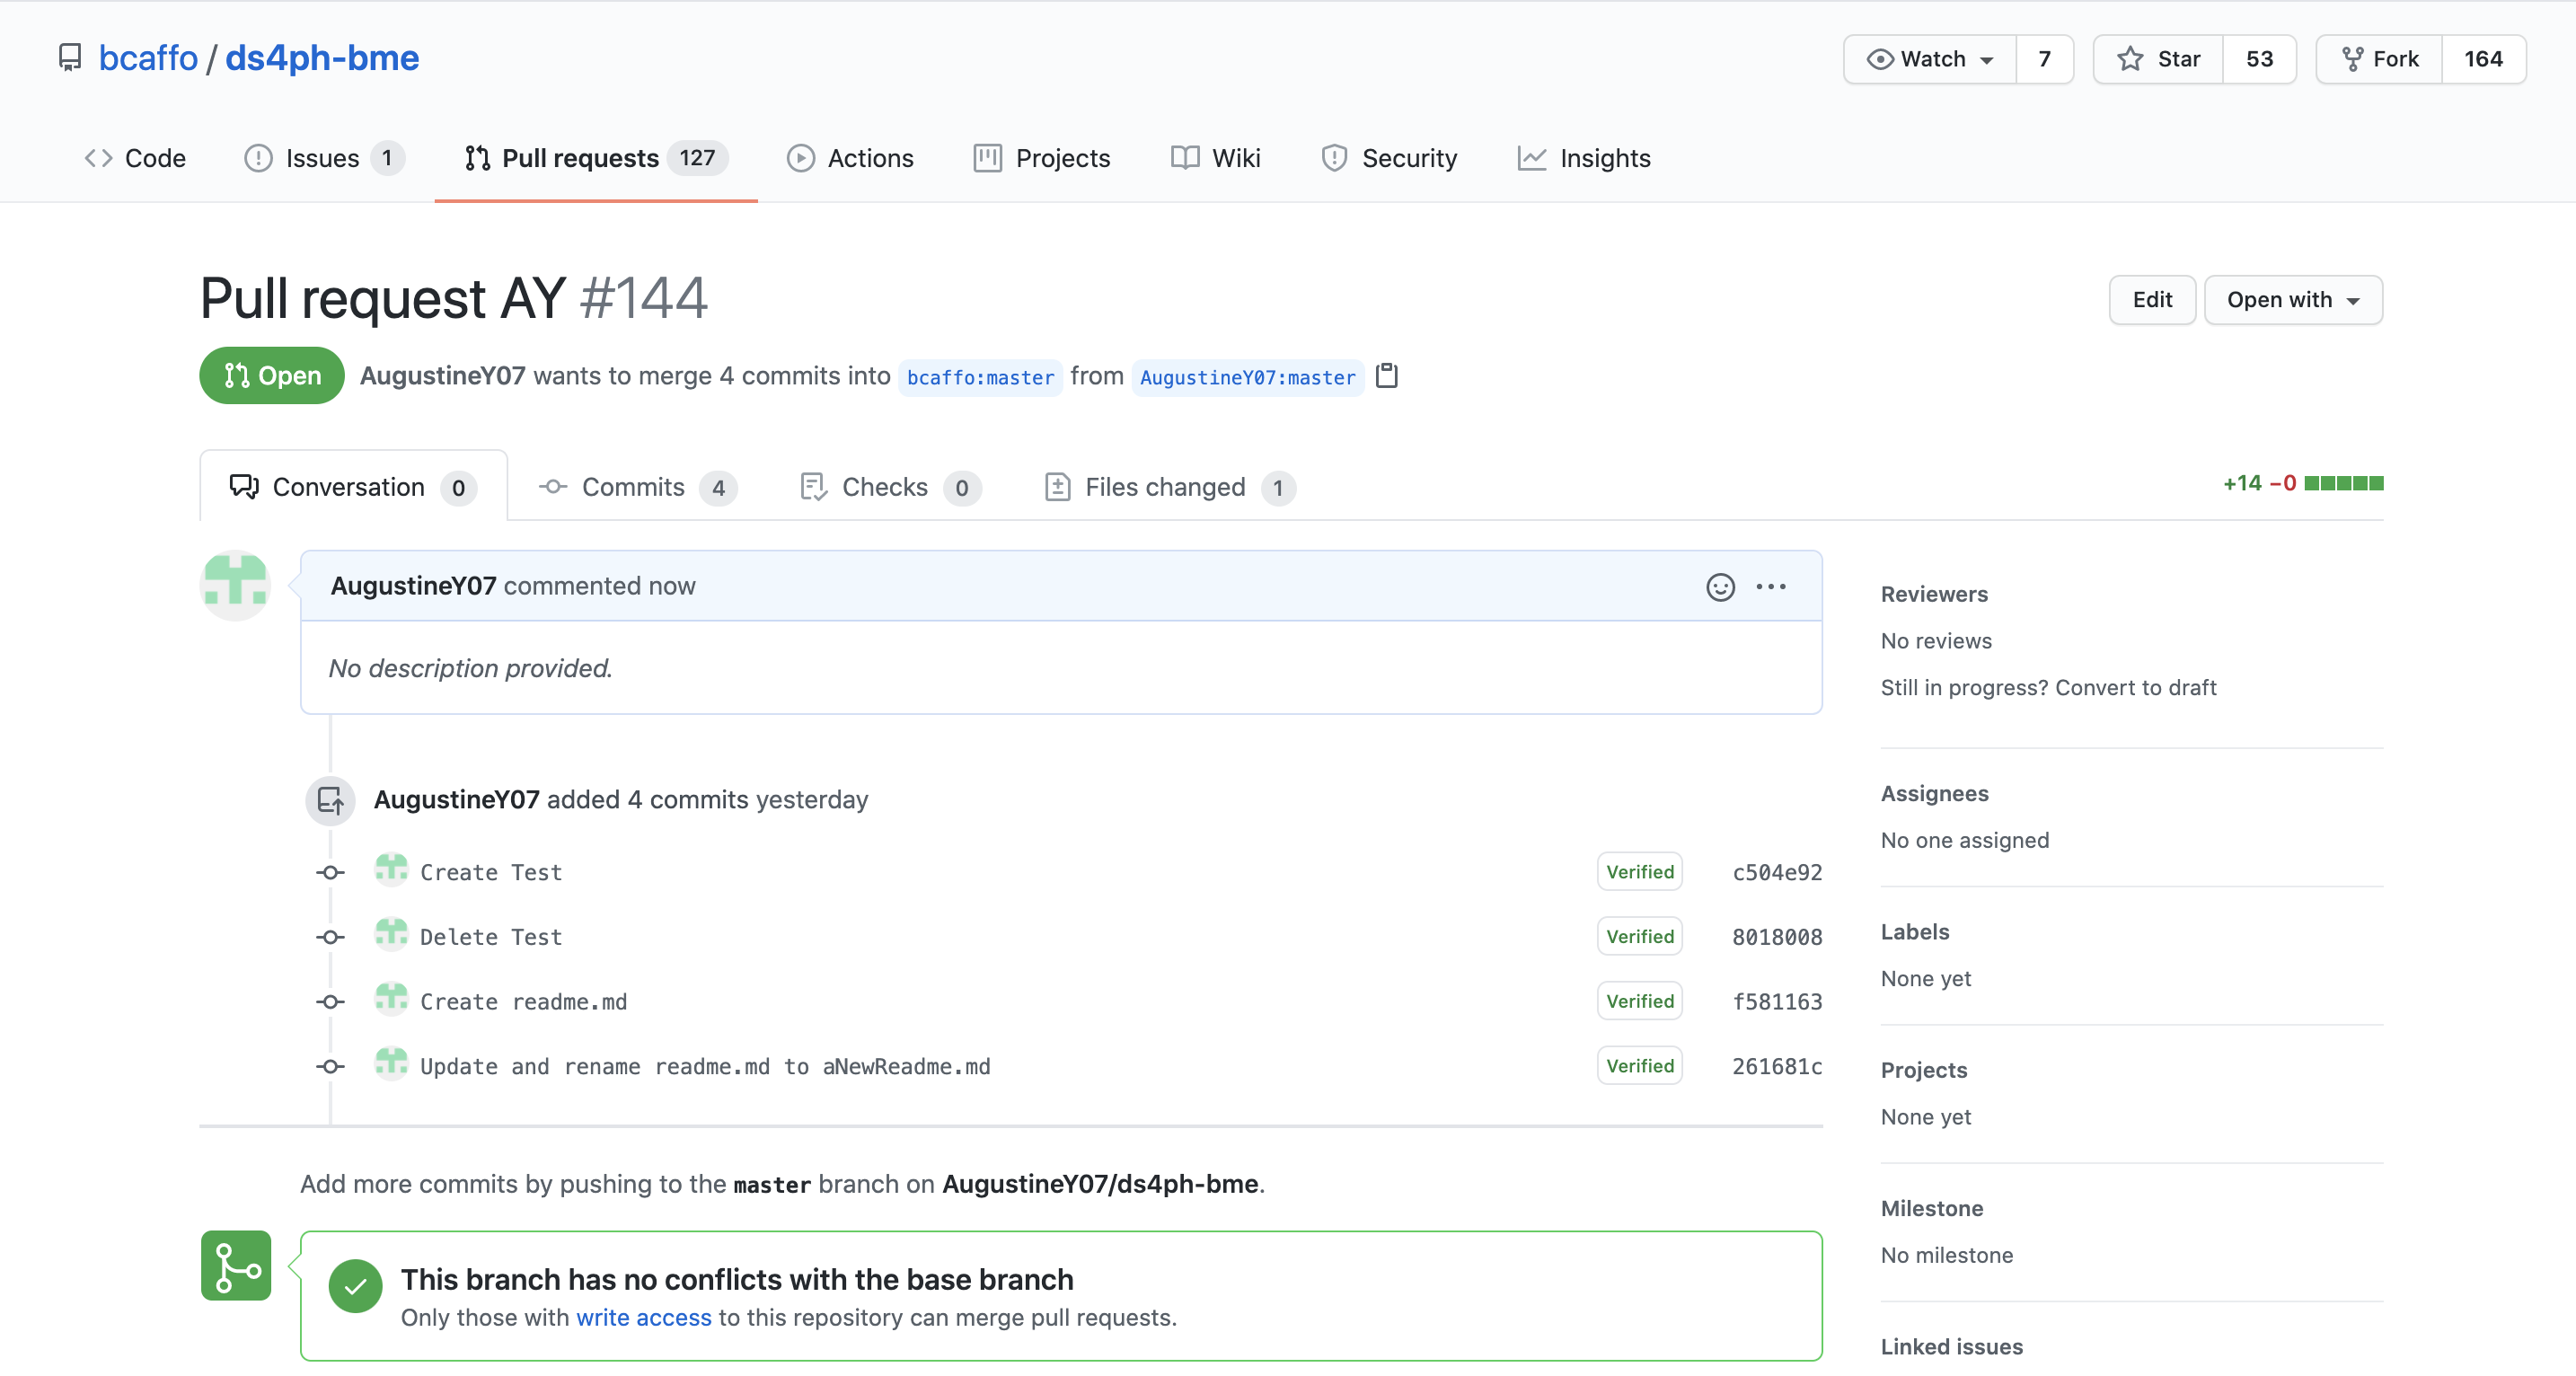 bcaffo / ds4ph-bme
Watch 7 Star 53 Fork 164
Code Issues 1 Pull requests 127 Actions Projects Wiki Security Insights
Pull request AY #144
Edit Open with
Open AugustineY07 wants to merge 4 commits into bcaffo:master from AugustineY07:master
Conversation 0 Commits 4 Checks 0 Files changed 1
+14 −0
AugustineY07 commented now
No description provided.
AugustineY07 added 4 commits yesterday
Create Test Verified c504e92
Delete Test Verified 8018008
Create readme.md Verified f581163
Update and rename readme.md to aNewReadme.md Verified 261681c
Add more commits by pushing to the master branch on AugustineY07/ds4ph-bme.
This branch has no conflicts with the base branch
Only those with write access to this repository can merge pull requests.
Reviewers
No reviews
Still in progress? Convert to draft
Assignees
No one assigned
Labels
None yet
Projects
None yet
Milestone
No milestone
Linked issues